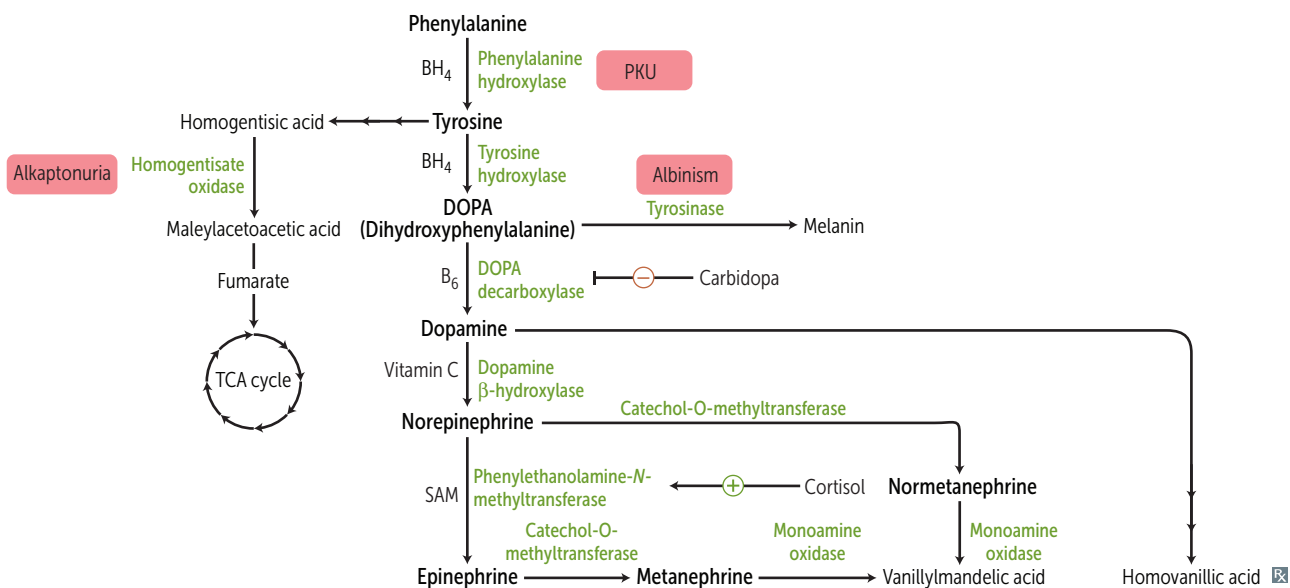 Phenylalanine
BH4
Phenylalanine
hydroxylase
PKU
Homogentisic acid
Tyrosine
Alkaptonuria
Homogentisate
oxidase
BH4
Tyrosine
hydroxylase
Albinism
Tyrosinase
Maleylacetoacetic acid
DOPA
(Dihydroxyphenylalanine)
Melanin
Fumarate
B6
DOPA
decarboxylase
−
Carbidopa
Dopamine
TCA cycle
Vitamin C
Dopamine
β-hydroxylase
Norepinephrine
Catechol-O-methyltransferase
SAM
Phenylethanolamine-N-
methyltransferase
+
Cortisol
Normetanephrine
Catechol-O-
methyltransferase
Monoamine
oxidase
Monoamine
oxidase
Epinephrine
Metanephrine
Vanillylmandelic acid
Homovanillic acid
Rx